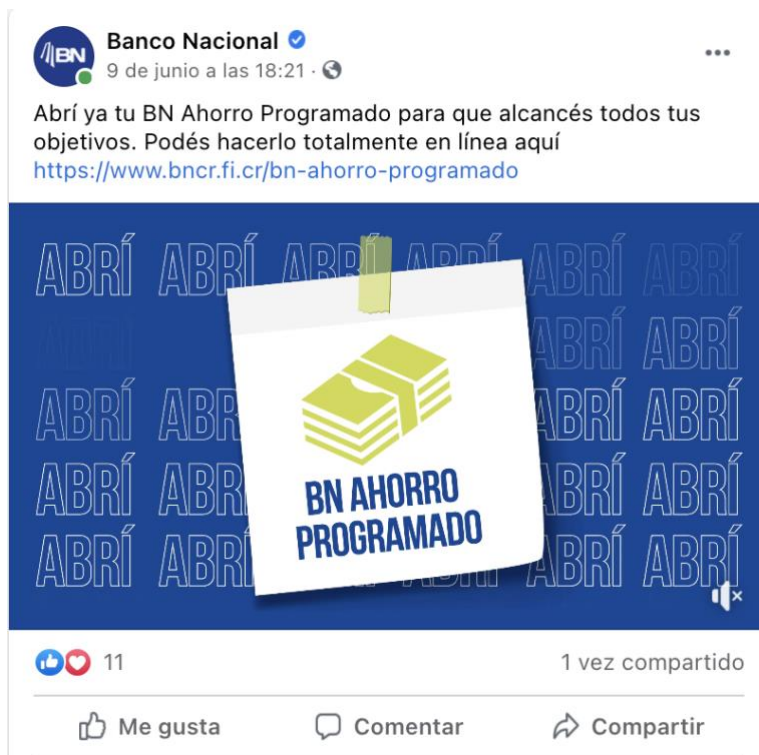 BN
Banco Nacional
9 de junio a las 18:21 ·
Abrí ya tu BN Ahorro Programado para que alcancés todos tus
objetivos. Podés hacerlo totalmente en línea aquí
https://www.bncr.fi.cr/bn-ahorro-programado
ABRÍ ABRÍ ABRÍ ABRÍ ABRÍ ABRÍ
ABRÍ ABRÍ
ABRÍ ABRÍ ABRÍ ABRÍ
ABRÍ ABRÍ ABRÍ ABRÍ
ABRÍ ABRÍ ABRÍ ABRÍ
BN AHORRO
PROGRAMADO
11
1 vez compartido
Me gusta
Comentar
Compartir